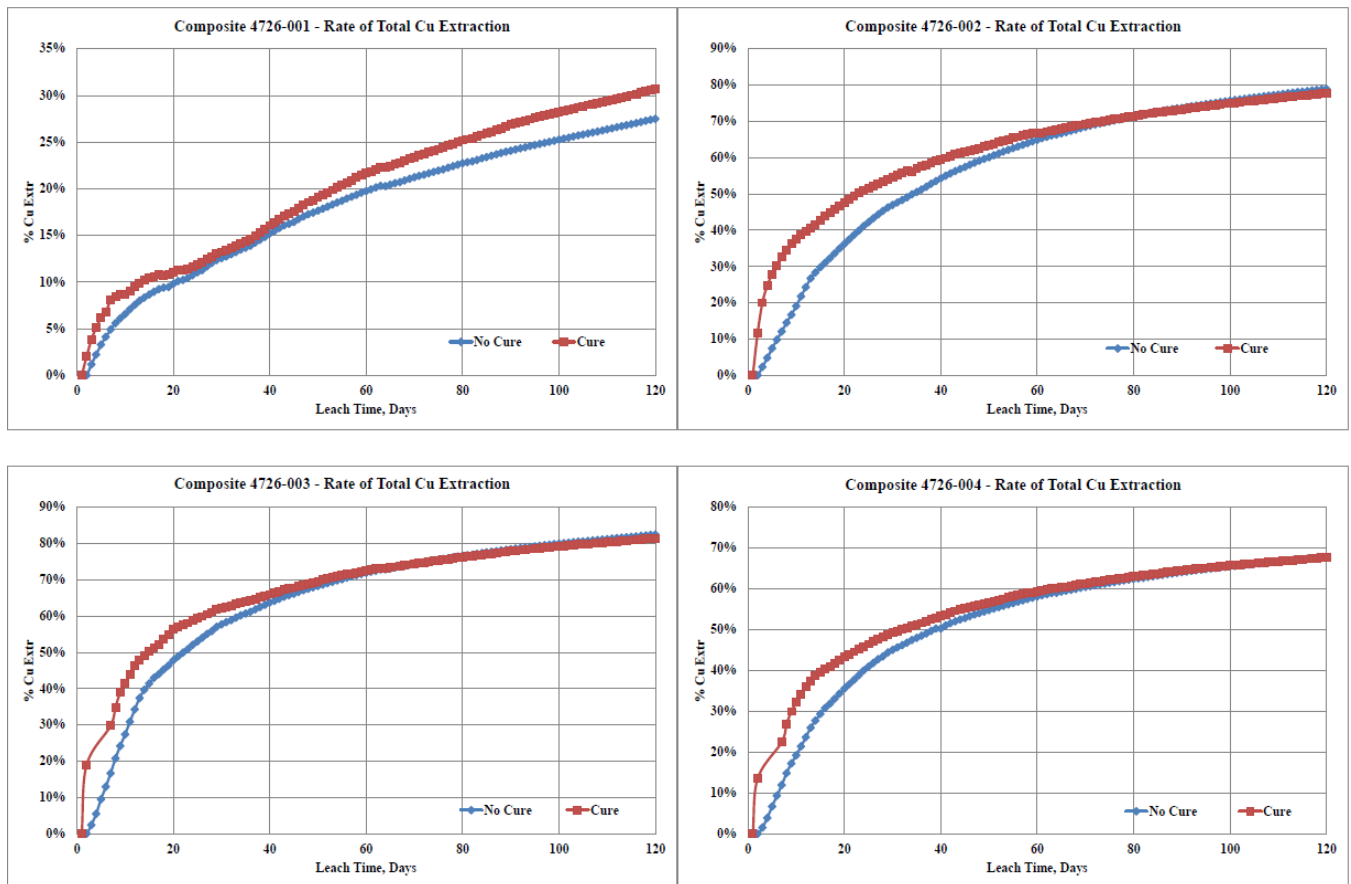 Composite 4726-001 - Rate of Total Cu Extraction
35%
30%
25%
20%
15%
10%
5%
0%
% Cu Extr
No Cure Cure
0 20 40 60 80 100 120
Leach Time, Days
Composite 4726-002 - Rate of Total Cu Extraction
90%
80%
70%
60%
50%
40%
30%
20%
10%
0%
% Cu Extr
No Cure Cure
0 20 40 60 80 100 120
Leach Time, Days
Composite 4726-003 - Rate of Total Cu Extraction
90%
80%
70%
60%
50%
40%
30%
20%
10%
0%
% Cu Extr
No Cure Cure
0 20 40 60 80 100 120
Leach Time, Days
Composite 4726-004 - Rate of Total Cu Extraction
80%
70%
60%
50%
40%
30%
20%
10%
0%
% Cu Extr
No Cure Cure
0 20 40 60 80 100 120
Leach Time, Days